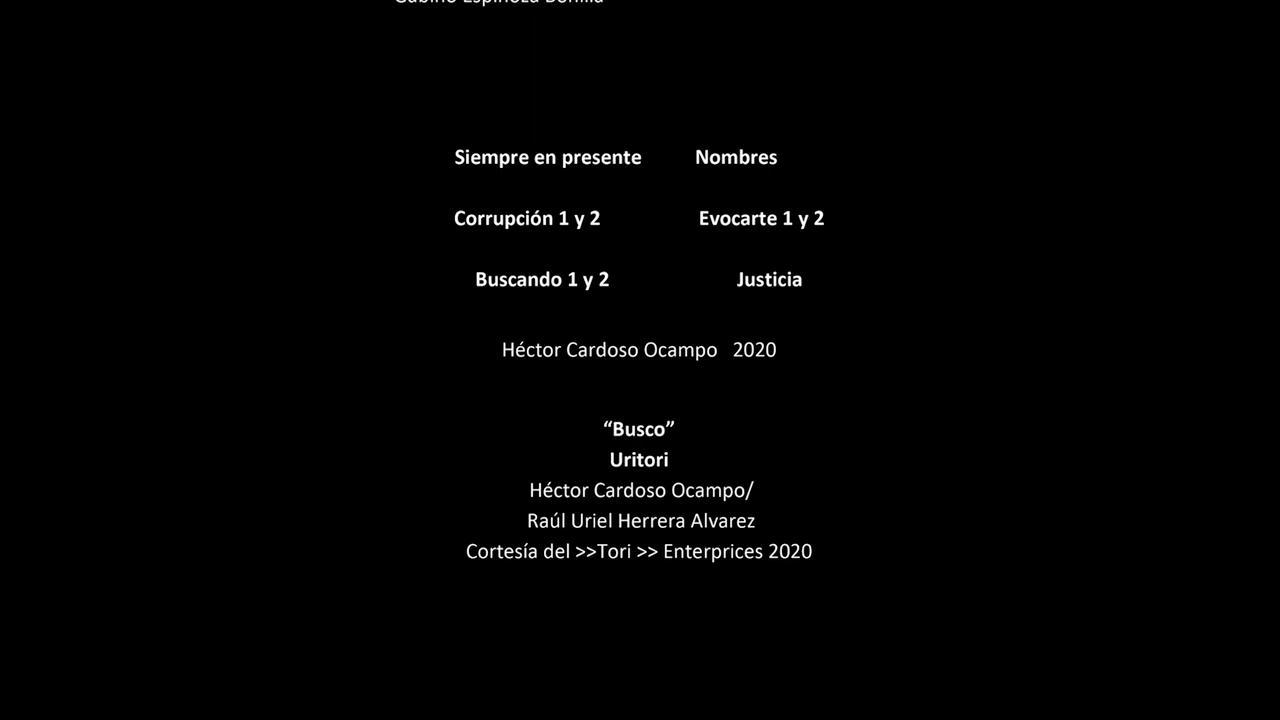 Siempre en presente Nombres
Corrupción 1 y 2 Evocarte 1 y 2
Buscando 1 y 2 Justicia
Héctor Cardoso Ocampo 2020
“Busco”
Uritori
Héctor Cardoso Ocampo/
Raúl Uriel Herrera Alvarez
Cortesía del >>Tori >> Enterprices 2020